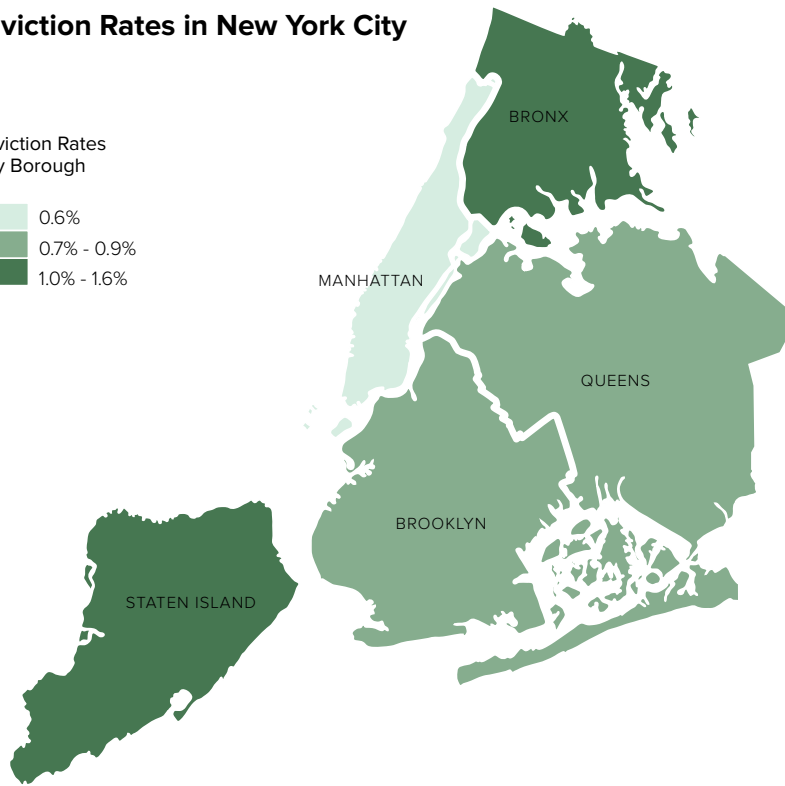 viction Rates in New York City
viction Rates
y Borough
0.6%
0.7% - 0.9%
1.0% - 1.6%
BRONX
MANHATTAN
QUEENS
BROOKLYN
STATEN ISLAND